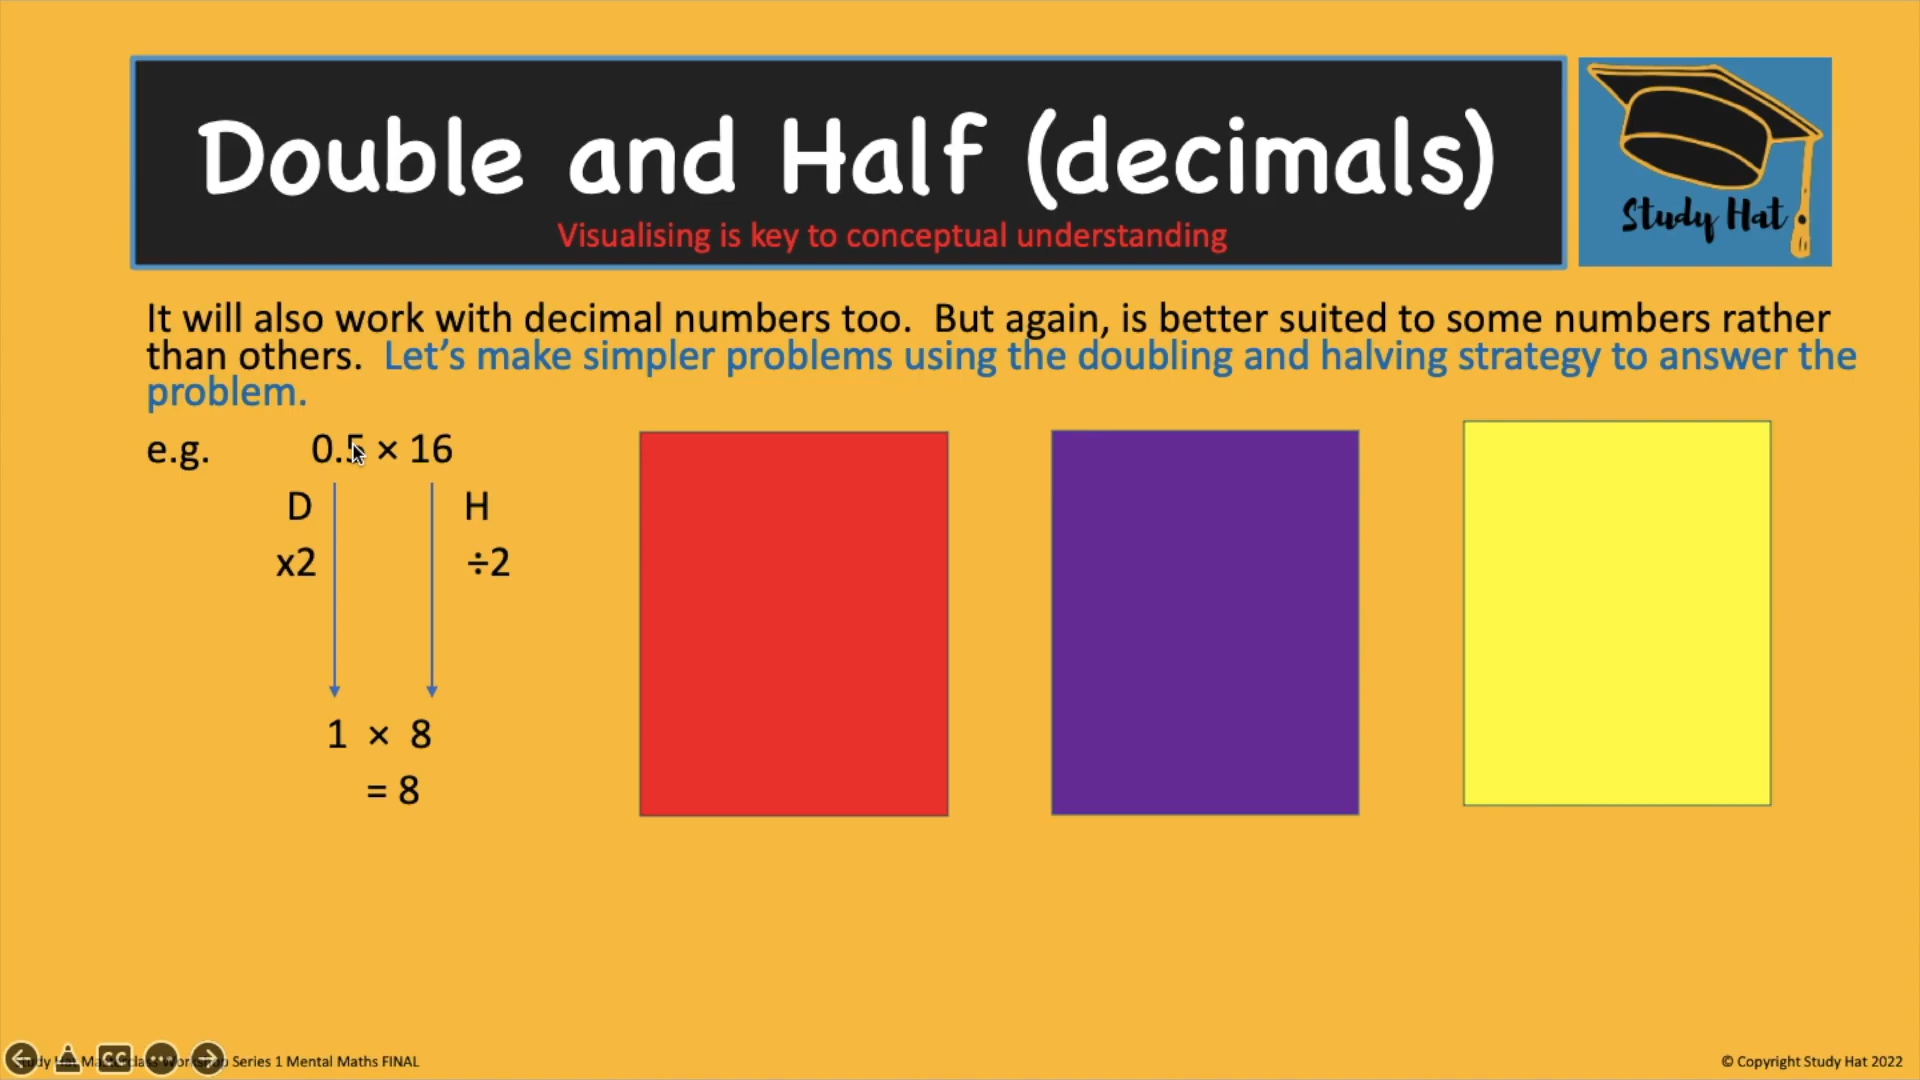 Double and Half (decimals)
Visualising is key to conceptual understanding
Study Hat
It will also work with decimal numbers too. But again, is better suited to some numbers rather
than others. Let's make simpler problems using the doubling and halving strategy to answer the
problem.
e.g. 0.5 × 16
D H
x2 ÷2
1 × 8
= 8
CC
Series 1 Mental Maths FINAL
© Copyright Study Hat 2022